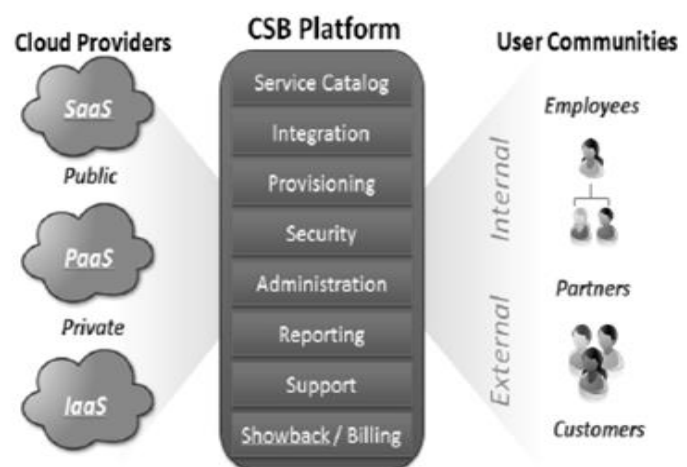 Cloud Providers
SaaS
Public
PaaS
Private
IaaS
CSB Platform
Service Catalog
Integration
Provisioning
Security
Administration
Reporting
Support
Showback / Billing
User Communities
Employees
Internal
Partners
External
Customers